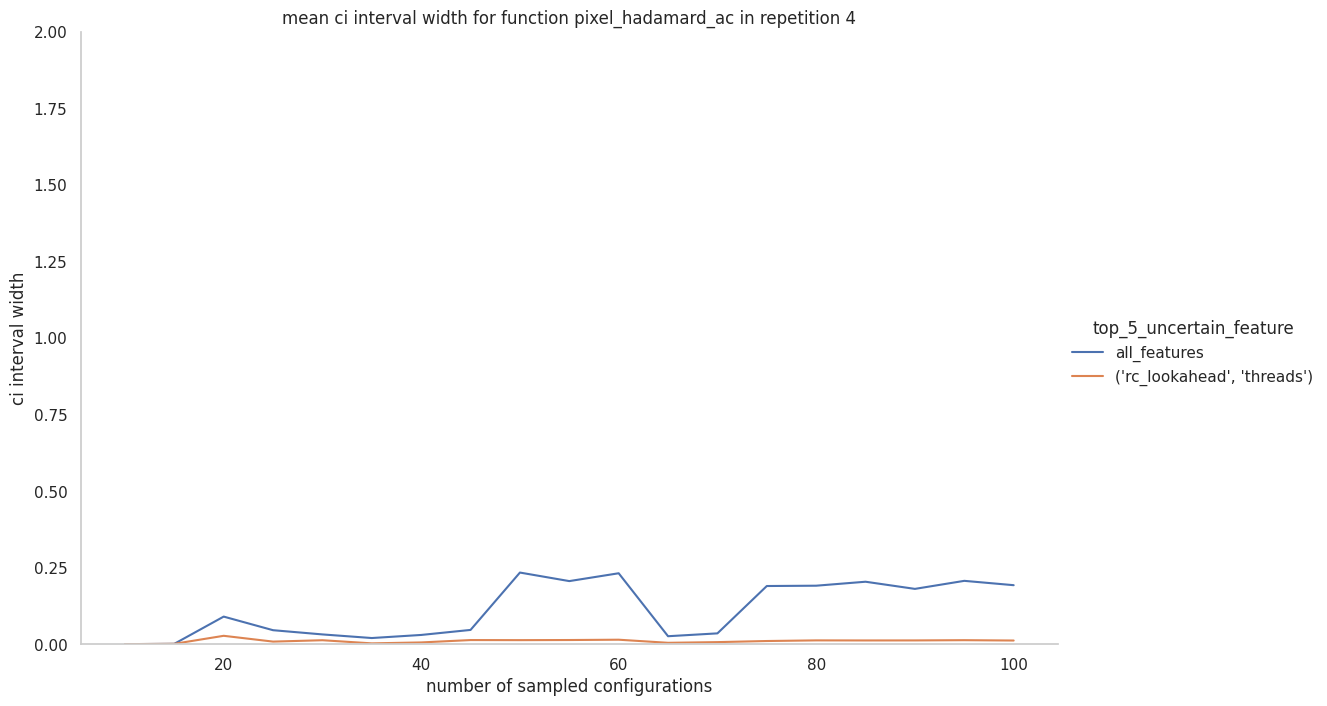 mean ci interval width for function pixel_hadamard_ac in repetition 4
2.00
1.75
1.50
1.25
1.00
0.75
0.50
0.25
0.00
ci interval width
20
40
60
80
100
number of sampled configurations
top_5_uncertain_feature
all_features
('rc_lookahead', 'threads')